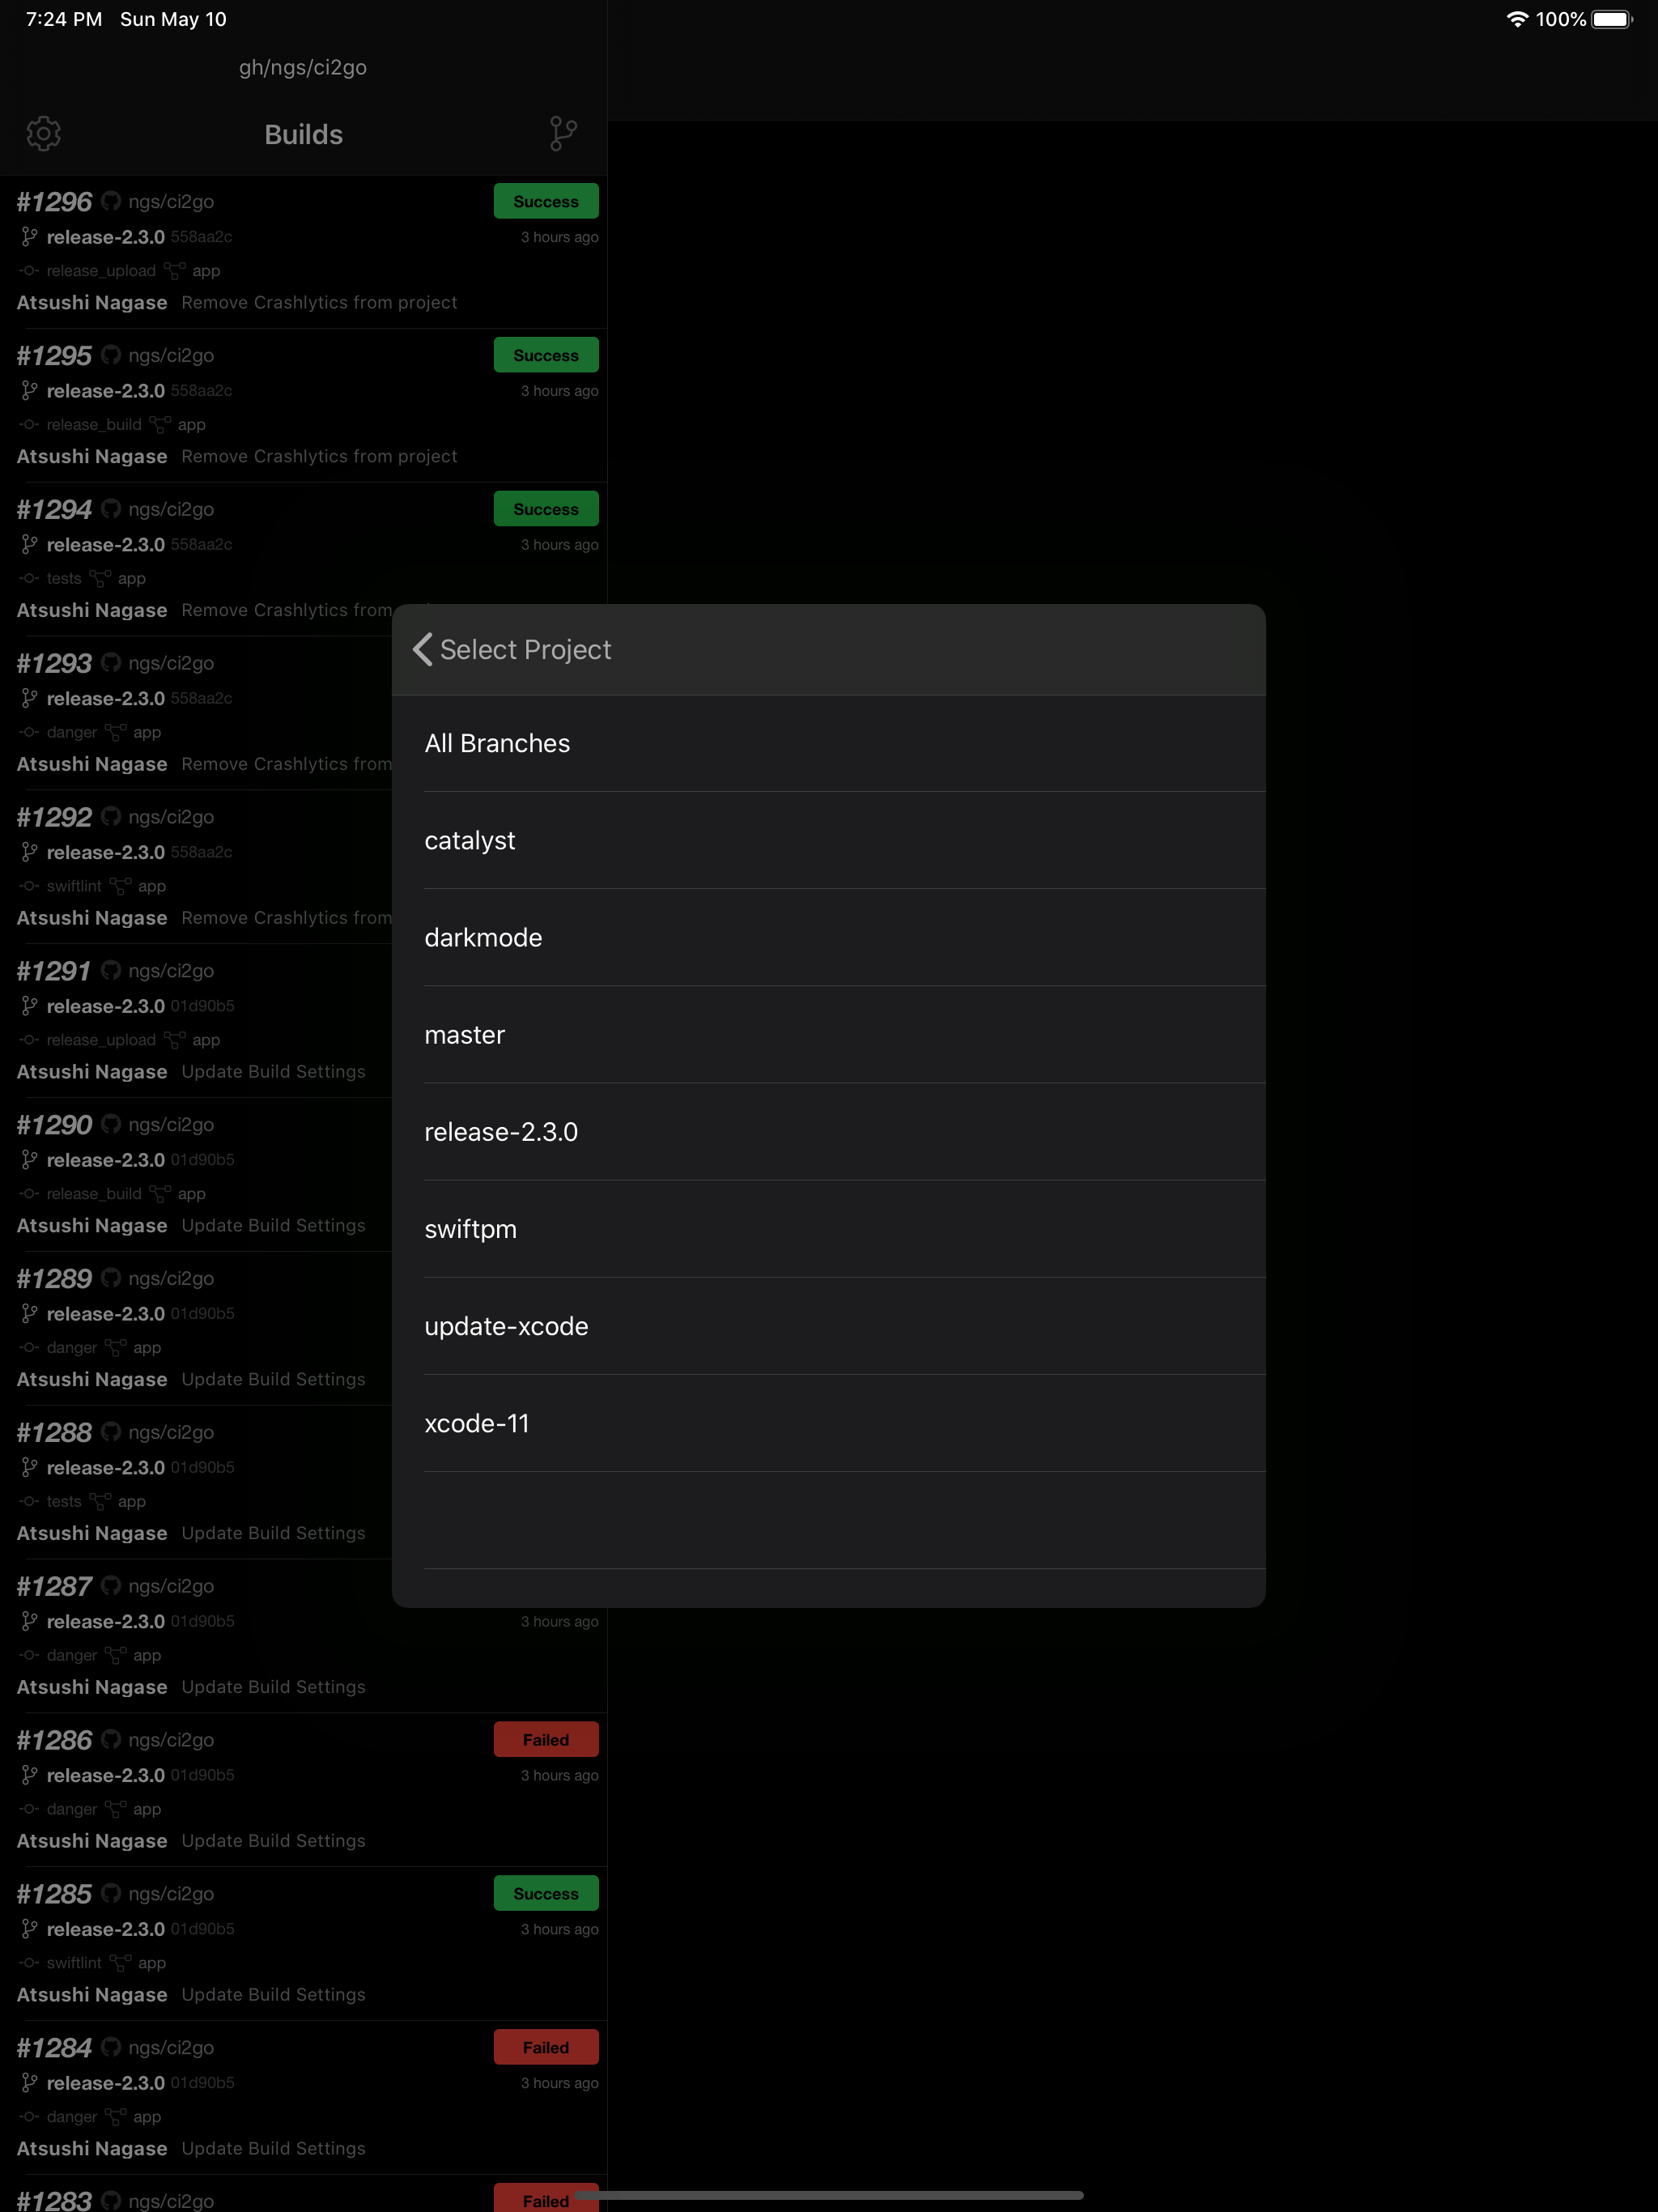 7:24 PM Sun May 10 100%
gh/ngs/ci2go
Builds
#1296 ngs/ci2go Success
release-2.3.0 558aa2c 3 hours ago
release_upload app
Atsushi Nagase Remove Crashlytics from project
#1295 ngs/ci2go Success
release-2.3.0 558aa2c 3 hours ago
release_build app
Atsushi Nagase Remove Crashlytics from project
#1294 ngs/ci2go Success
release-2.3.0 558aa2c 3 hours ago
tests app
Atsushi Nagase Remove Crashlytics from
#1293 ngs/ci2go
release-2.3.0 558aa2c
danger app
Atsushi Nagase Remove Crashlytics from
#1292 ngs/ci2go
release-2.3.0 558aa2c
swiftlint app
Atsushi Nagase Remove Crashlytics from
#1291 ngs/ci2go
release-2.3.0 01d90b5
release_upload app
Atsushi Nagase Update Build Settings
#1290 ngs/ci2go
release-2.3.0 01d90b5
release_build app
Atsushi Nagase Update Build Settings
#1289 ngs/ci2go
release-2.3.0 01d90b5
danger app
Atsushi Nagase Update Build Settings
#1288 ngs/ci2go
release-2.3.0 01d90b5
tests app
Atsushi Nagase Update Build Settings
#1287 ngs/ci2go
release-2.3.0 01d90b5 3 hours ago
danger app
Atsushi Nagase Update Build Settings
#1286 ngs/ci2go Failed
release-2.3.0 01d90b5 3 hours ago
danger app
Atsushi Nagase Update Build Settings
#1285 ngs/ci2go Success
release-2.3.0 01d90b5 3 hours ago
swiftlint app
Atsushi Nagase Update Build Settings
#1284 ngs/ci2go Failed
release-2.3.0 01d90b5 3 hours ago
danger app
Atsushi Nagase Update Build Settings
#1283 ngs/ci2go Failed
Select Project
All Branches
catalyst
darkmode
master
release-2.3.0
swiftpm
update-xcode
xcode-11